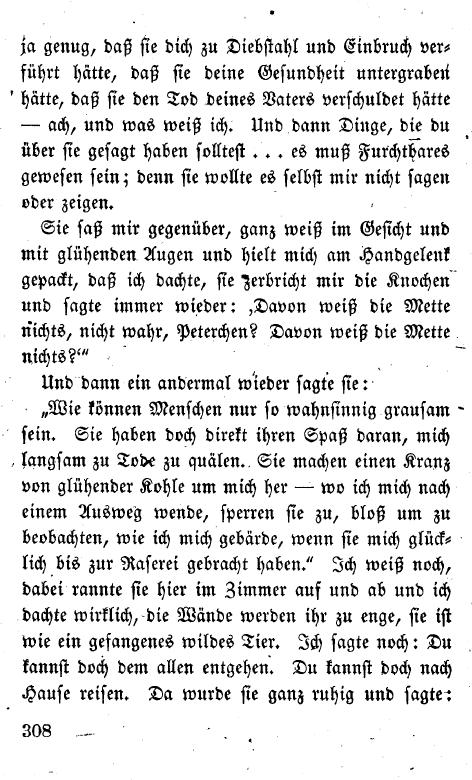 ja genug, daß sie dich zu Diebstahl und Einbruch ver-
führt hätte, daß sie deine Gesundheit untergraben
hätte, daß sie den Tod deines Vaters verschuldet hätte
— ach, und was weiß ich. Und dann Dinge, die du
über sie gesagt haben solltest . . . es muß Furchtbares
gewesen sein; denn sie wollte es selbst mir nicht sagen
oder zeigen.
Sie saß mir gegenüber, ganz weiß im Gesicht und
mit glühenden Augen und hielt mich am Handgelenk
gepackt, daß ich dachte, sie zerbricht mir die Knochen
und sagte immer wieder: ‚Davon weiß die Mette
nichts, nicht wahr, Peterchen? Davon weiß die Mette
nichts?‘“
Und dann ein andermal wieder sagte sie:
„Wie können Menschen nur so wahnsinnig grausam
sein. Sie haben doch direkt ihren Spaß daran, mich
langsam zu Tode zu quälen. Sie machen einen Kranz
von glühender Kohle um mich her — wo ich mich nach
einem Ausweg wende, sperren sie zu, bloß um zu
beobachten, wie ich mich gebärde, wenn sie mich glück-
lich bis zur Raserei gebracht haben.“ Ich weiß noch,
dabei rannte sie hier im Zimmer auf und ab und ich
dachte wirklich, die Wände werden ihr zu enge, sie ist
wie ein gefangenes wildes Tier. Ich sagte noch: Du
kannst doch dem allen entgehen. Du kannst doch nach
Hause reisen. Da wurde sie ganz ruhig und sagte:
308